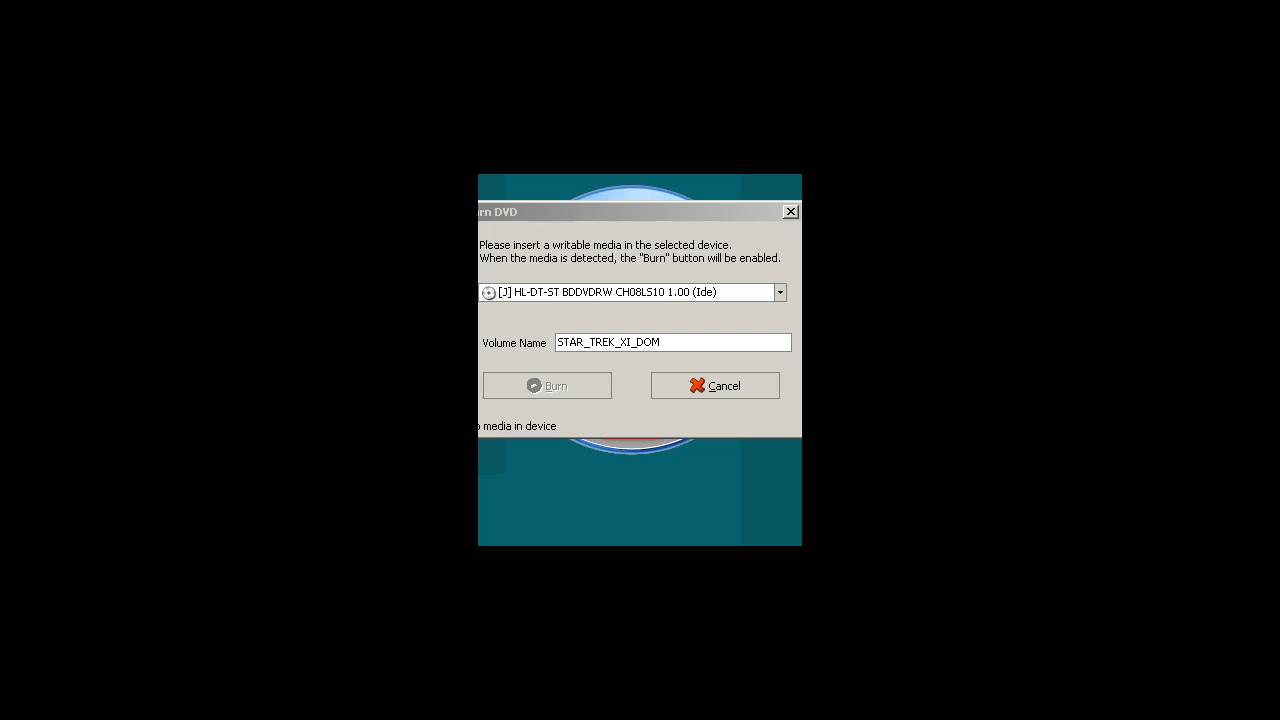 rn DVD
Please insert a writable media in the selected device.
When the media is detected, the "Burn" button will be enabled.
[J] HL-DT-ST BDDVDRW CH08LS10 1.00 (Ide)
Volume Name STAR_TREK_XI_DOM
Burn Cancel
media in device